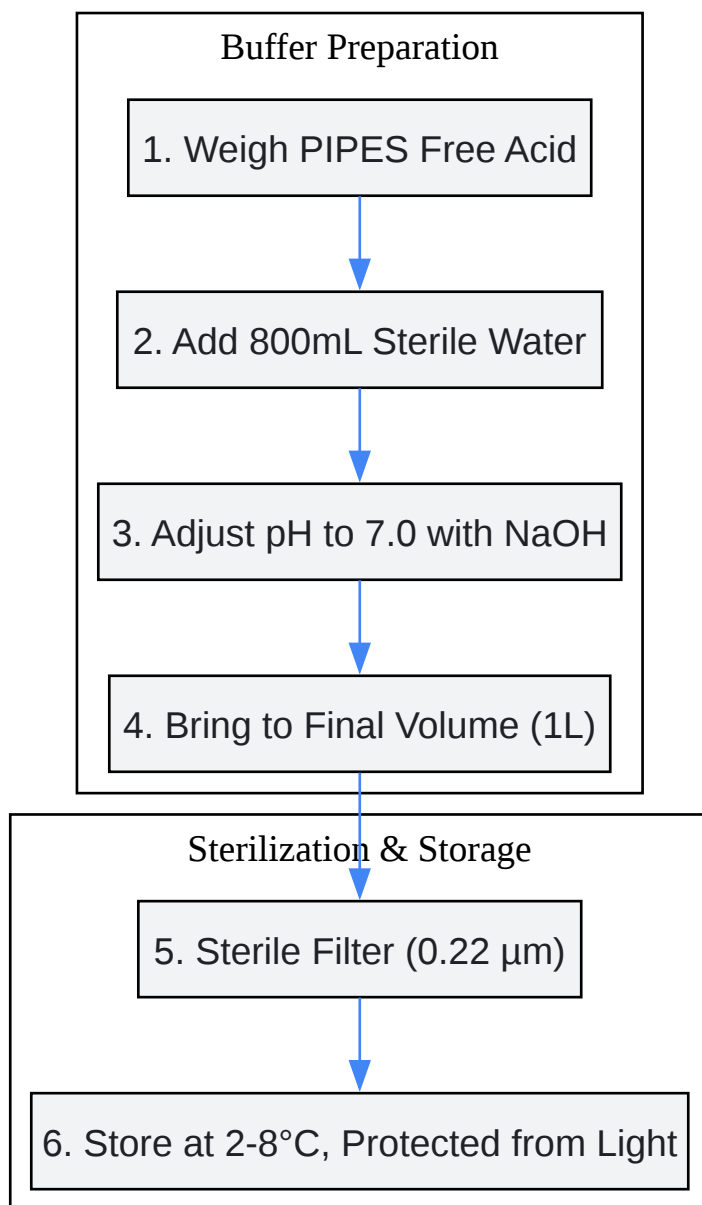 Buffer Preparation
1. Weigh PIPES Free Acid
2. Add 800mL Sterile Water
3. Adjust pH to 7.0 with NaOH
4. Bring to Final Volume (1L)
Sterilization & Storage
5. Sterile Filter (0.22 µm)
6. Store at 2-8°C, Protected from Light